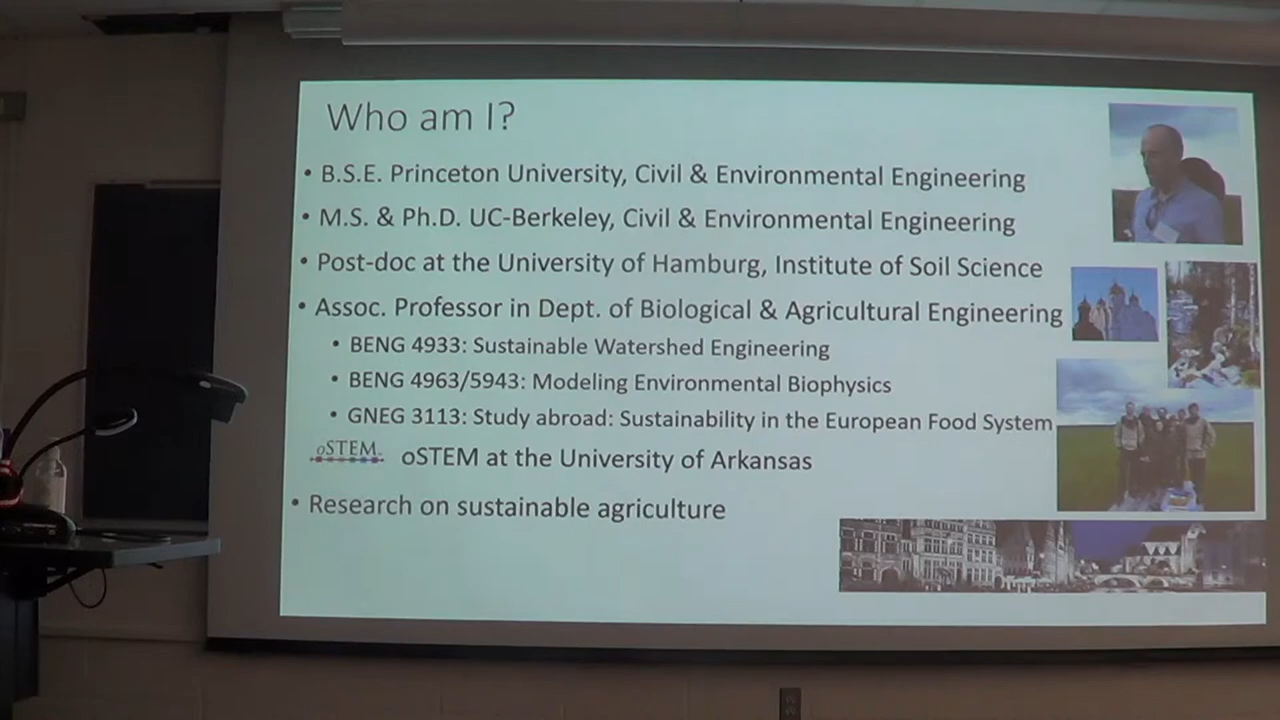 Who am I?
• B.S.E. Princeton University, Civil & Environmental Engineering
• M.S. & Ph.D. UC-Berkeley, Civil & Environmental Engineering
• Post-doc at the University of Hamburg, Institute of Soil Science
• Assoc. Professor in Dept. of Biological & Agricultural Engineering
• BENG 4933: Sustainable Watershed Engineering
• BENG 4963/5943: Modeling Environmental Biophysics
• GNEG 3113: Study abroad: Sustainability in the European Food System
oSTEM oSTEM at the University of Arkansas
• Research on sustainable agriculture